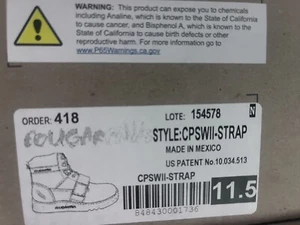 WARNING: This product can expose you to chemicals
including Analine, which is known to the State of California
to cause cancer, and Bisphenol A, which is known to the
State of California to cause birth defects or other
reproductive harm. For more information go to
www.P65Warnings.ca.gov
ORDER: 418
LOTE: 154578
N
COUGAR
STYLE:CPSWII-STRAP
MADE IN MEXICO
US PATENT No.10.034.513
CPSWII-STRAP
11.5
848430001736